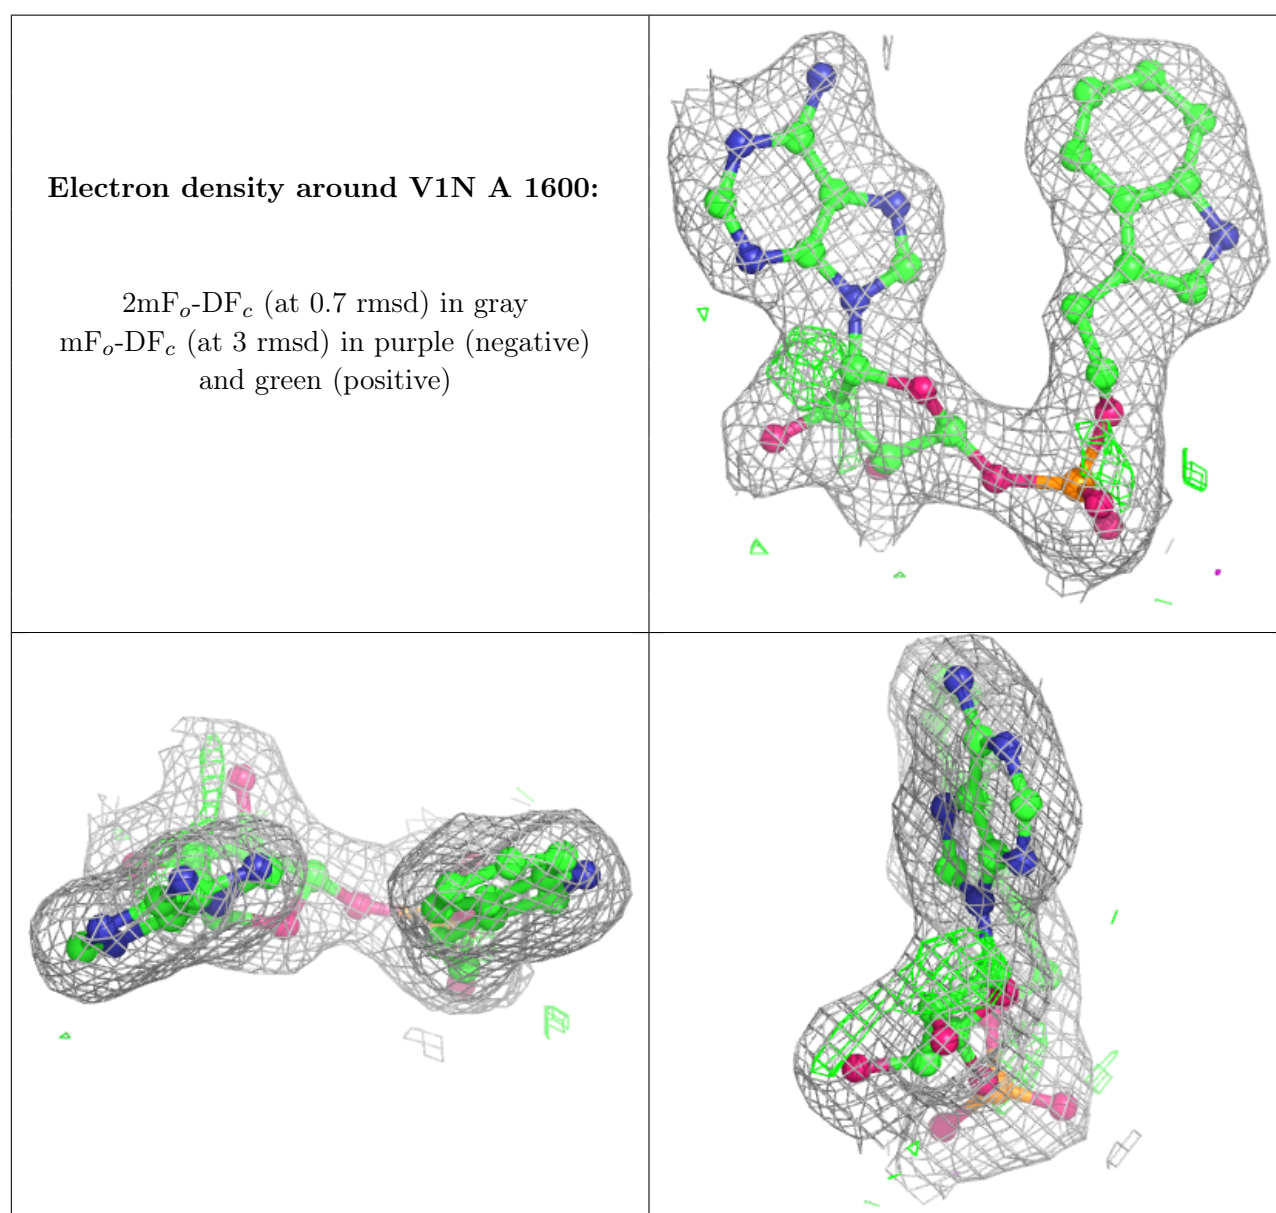 Electron density around V1N A 1600:
2mFₒ-DF𝒸 (at 0.7 rmsd) in gray
mFₒ-DF𝒸 (at 3 rmsd) in purple (negative)
and green (positive)